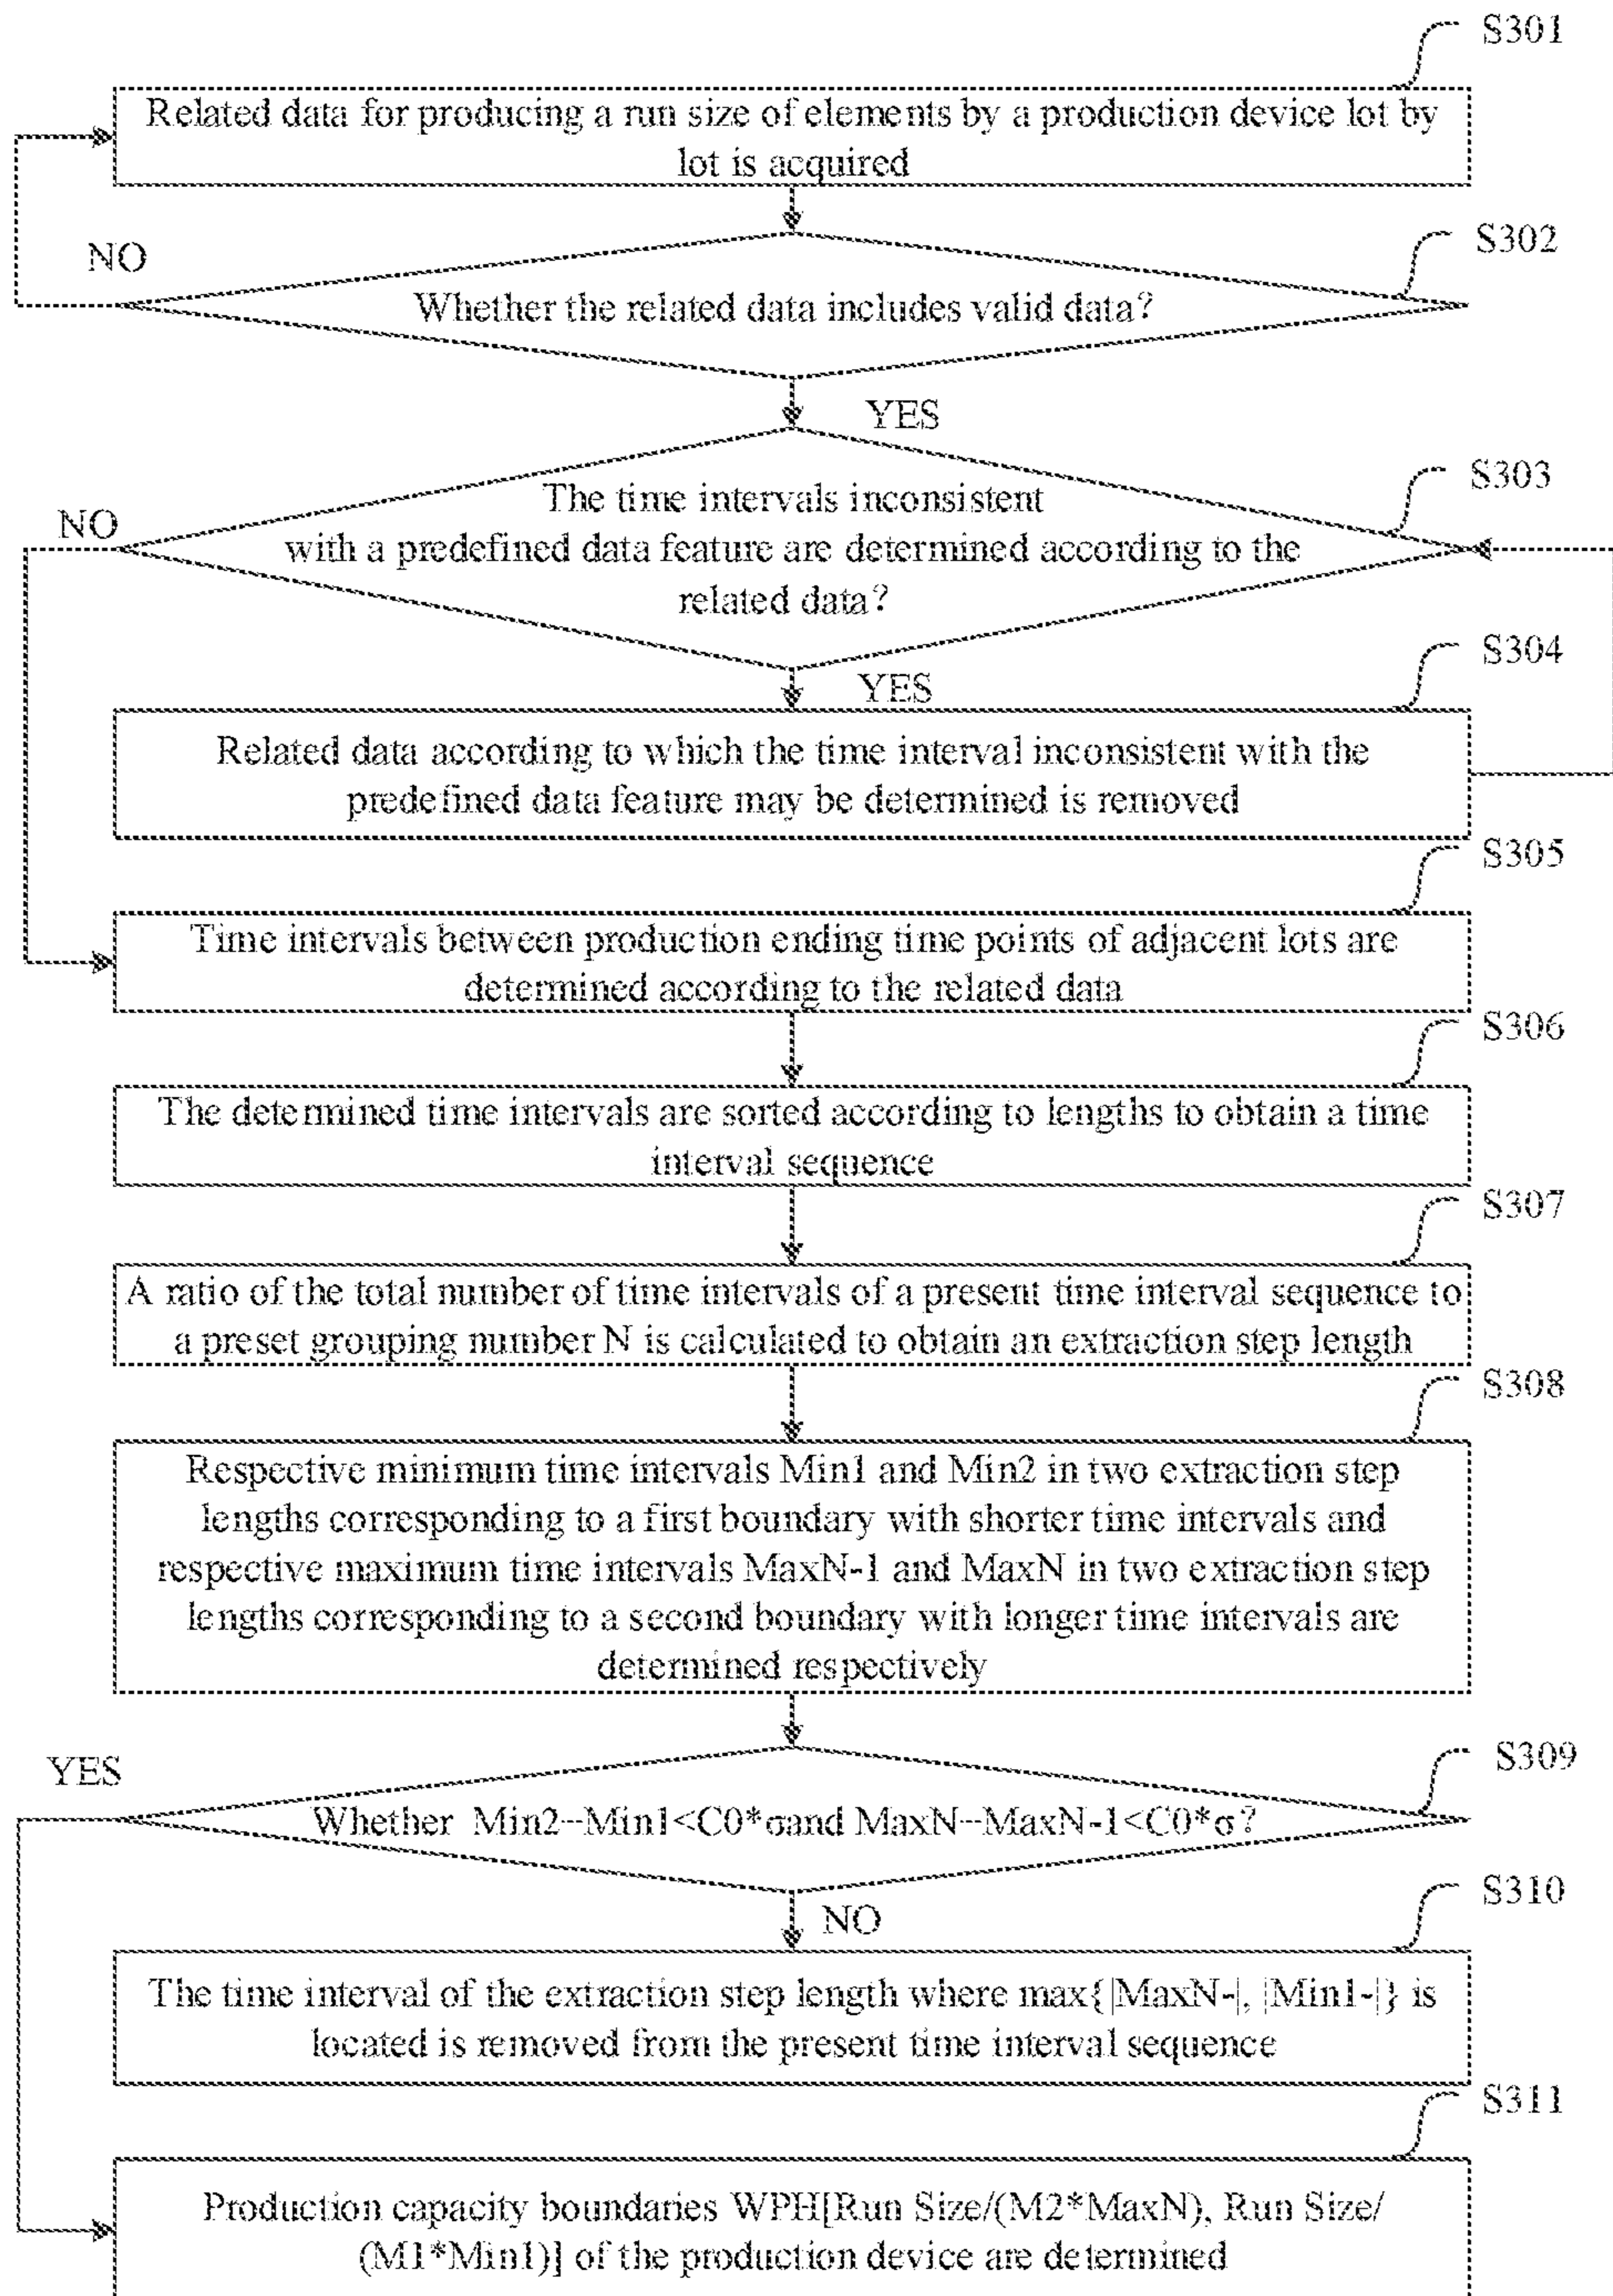 S301
Related data for producing a run size of elements by a production device lot by
lot is acquired
S302
NO
Whether the related data includes valid data?
YES
S303
The time intervals inconsistent
NO
with a predefined data feature are determined according to the
related data?
S304
YES
Related data according to which the time interval inconsistent with the
predefined data feature may be determined is removed
S305
Time intervals between production ending time points of adjacent lots are
determined according to the related data
S306
The determined time intervals are sorted according to lengths to obtain a time
interval sequence
S307
A ratio of the total number of time intervals of a present time interval sequence to
a preset grouping number N is calculated to obtain an extraction step length
S308
Respective minimum time intervals Min1 and Min2 in two extraction step
lengths corresponding to a first boundary with shorter time intervals and
respective maximum time intervals MaxN-1 and MaxN in two extraction step
lengths corresponding to a second boundary with longer time intervals are
determined respectively
S309
YES
Whether Min2--Min1<C0*σand MaxN--MaxN-1<C0*σ?
S310
NO
The time interval of the extraction step length where max{|MaxN-|, |Min1-|} is
located is removed from the present time interval sequence
S311
Production capacity boundaries WPH[Run Size/(M2*MaxN), Run Size/
(M1*Min1)] of the production device are determined